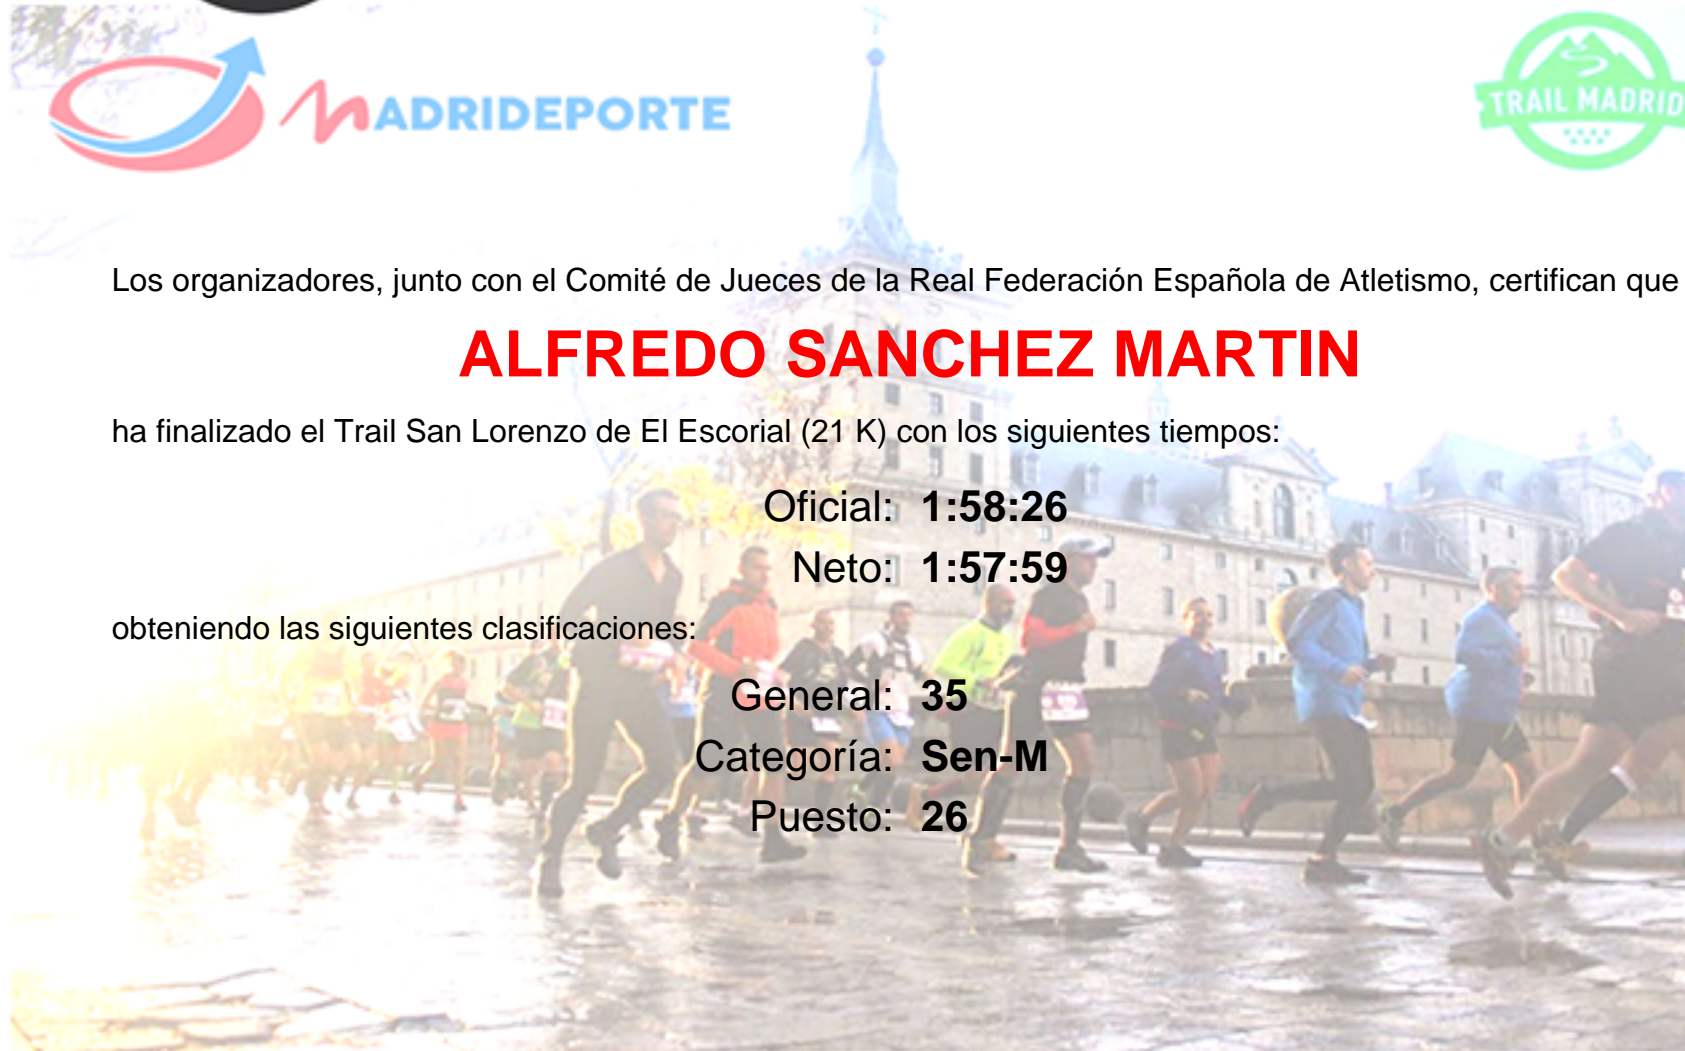 MADRIDEPORTE
TRAIL MADRID
Los organizadores, junto con el Comité de Jueces de la Real Federación Española de Atletismo, certifican que
ALFREDO SANCHEZ MARTIN
ha finalizado el Trail San Lorenzo de El Escorial (21 K) con los siguientes tiempos:
Oficial: 1:58:26
Neto: 1:57:59
obteniendo las siguientes clasificaciones:
General: 35
Categoría: Sen-M
Puesto: 26